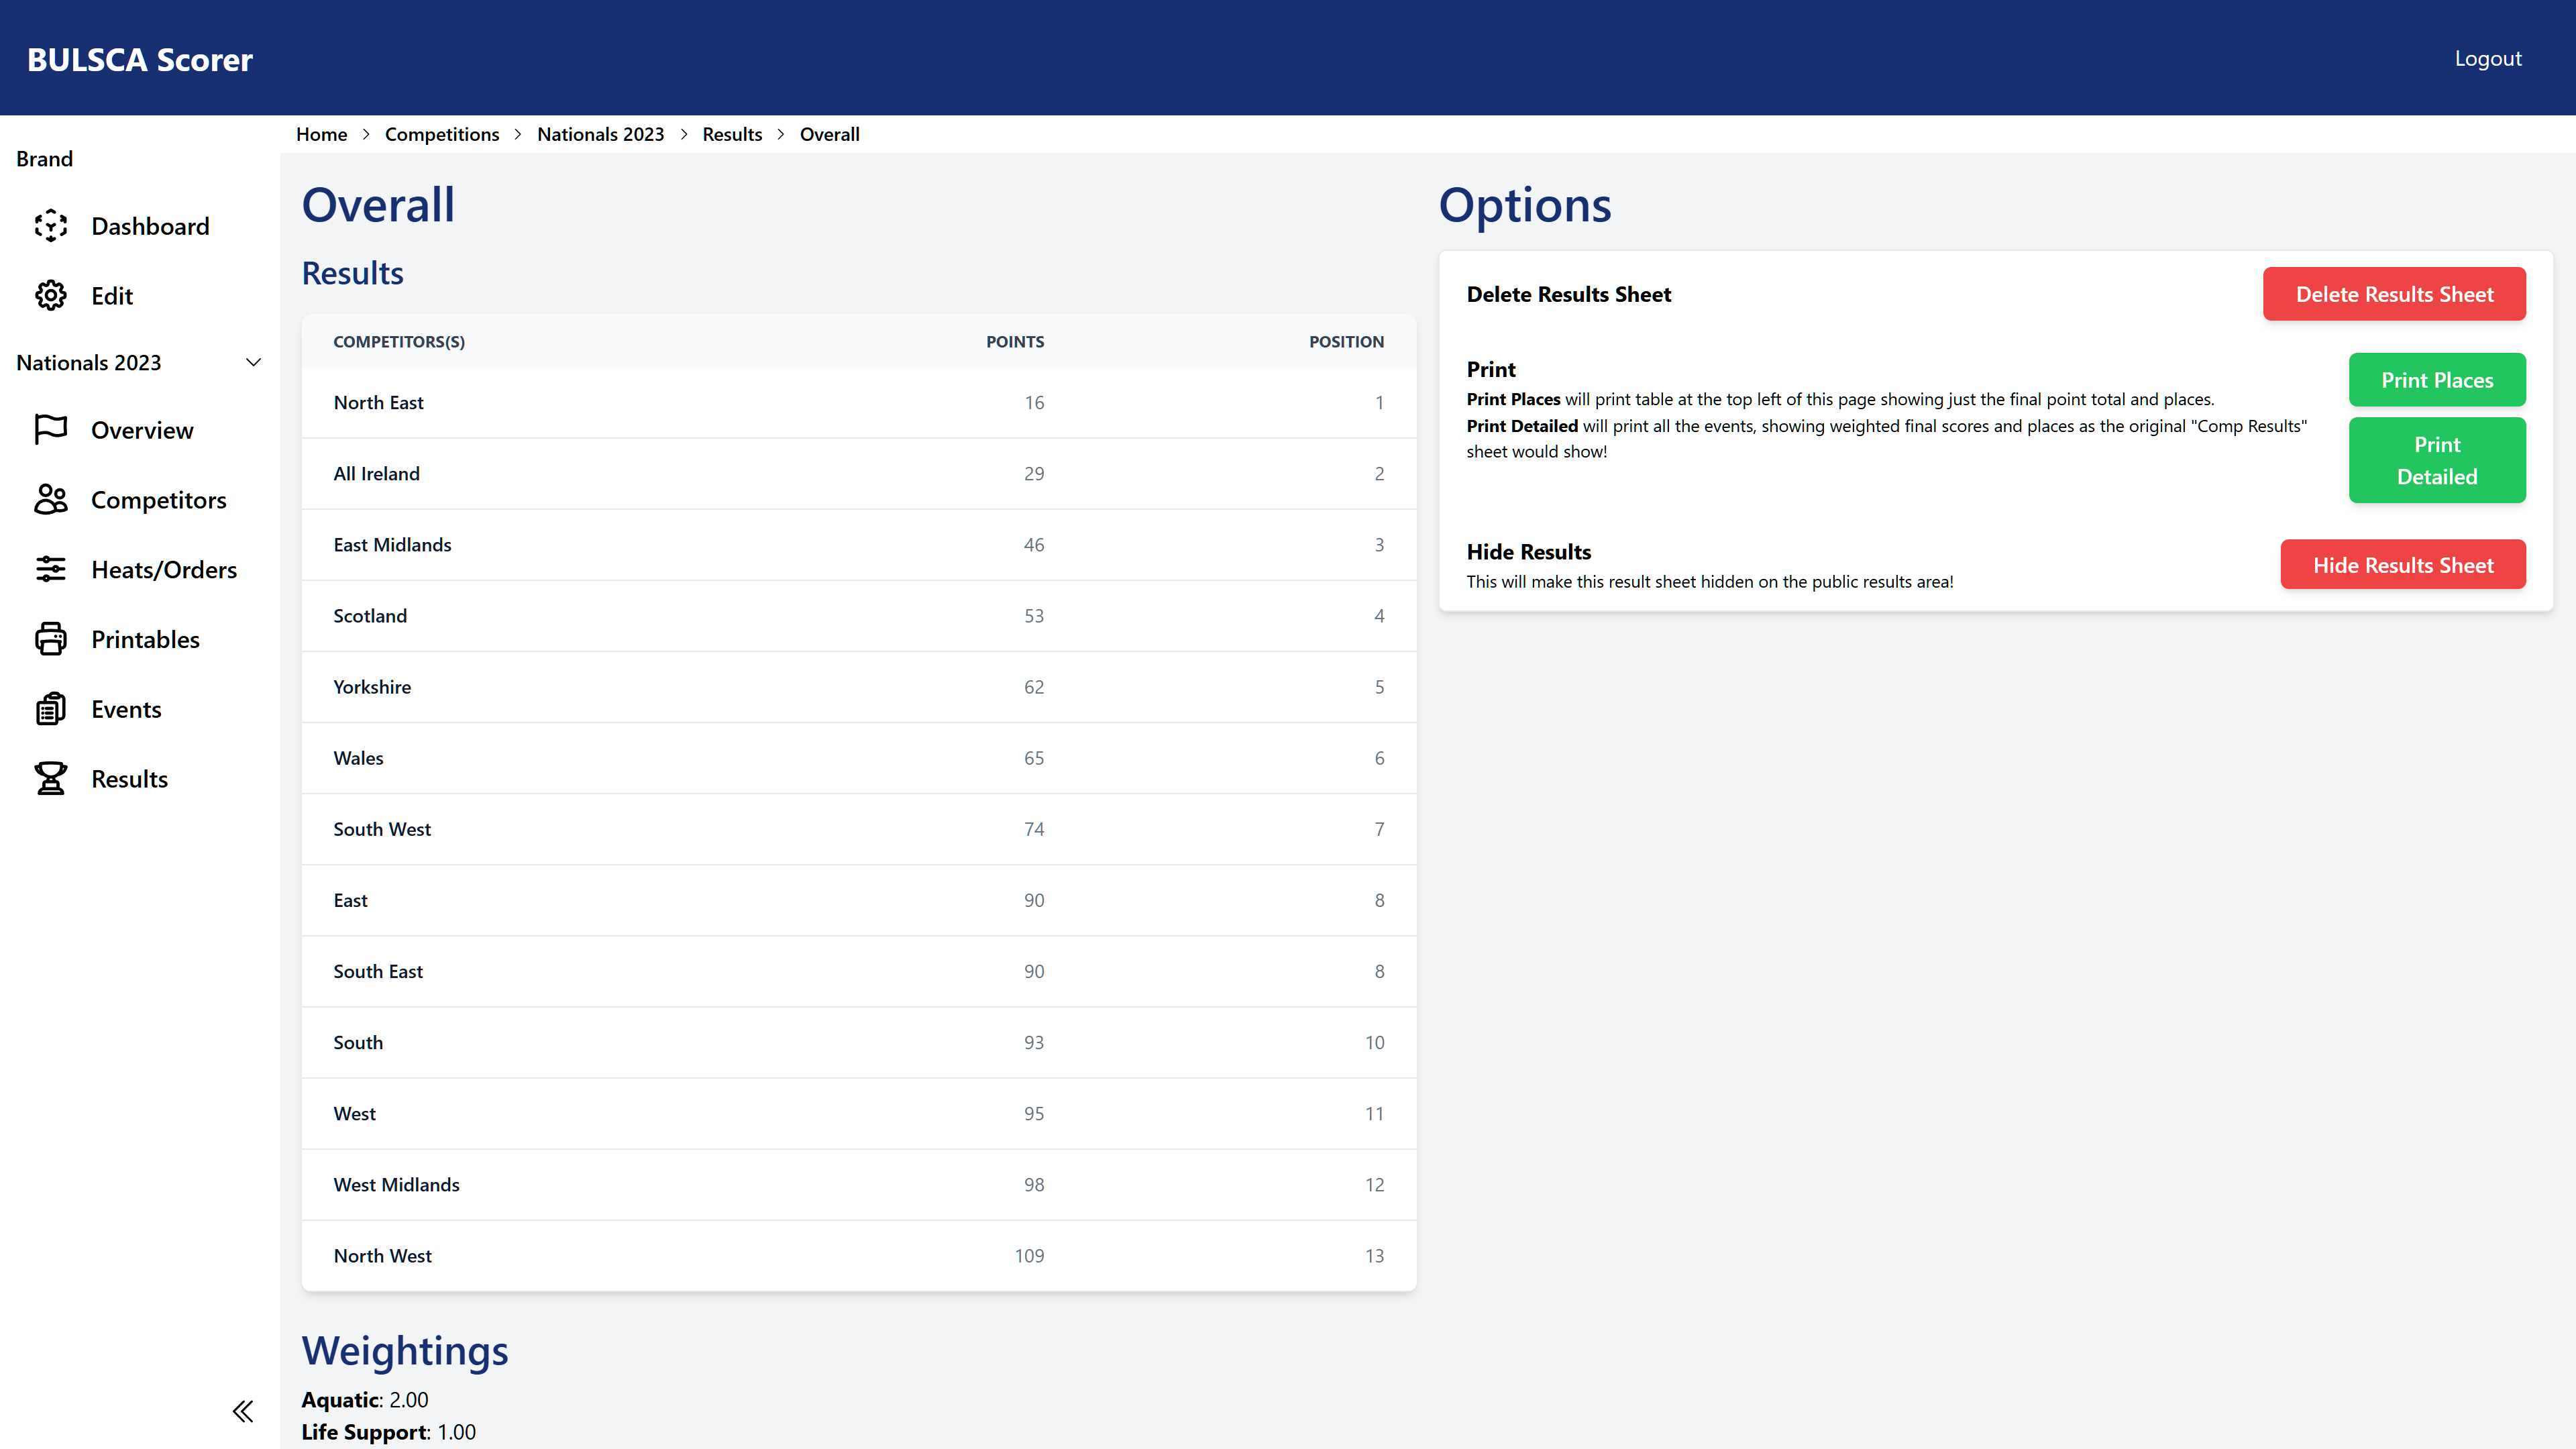 BULSCA Scorer
Logout
Brand
Dashboard
Edit
Nationals 2023
Overview
Competitors
Heats/Orders
Printables
Events
Results
Home > Competitions > Nationals 2023 > Results > Overall
Overall
Results
COMPETITORS(S) POINTS POSITION
North East 16 1
All Ireland 29 2
East Midlands 46 3
Scotland 53 4
Yorkshire 62 5
Wales 65 6
South West 74 7
East 90 8
South East 90 8
South 93 10
West 95 11
West Midlands 98 12
North West 109 13
Weightings
Aquatic: 2.00
Life Support: 1.00
Options
Delete Results Sheet
Delete Results Sheet
Print
Print Places will print table at the top left of this page showing just the final point total and places.
Print Detailed will print all the events, showing weighted final scores and places as the original "Comp Results"
sheet would show!
Print Places
Print
Detailed
Hide Results
This will make this result sheet hidden on the public results area!
Hide Results Sheet